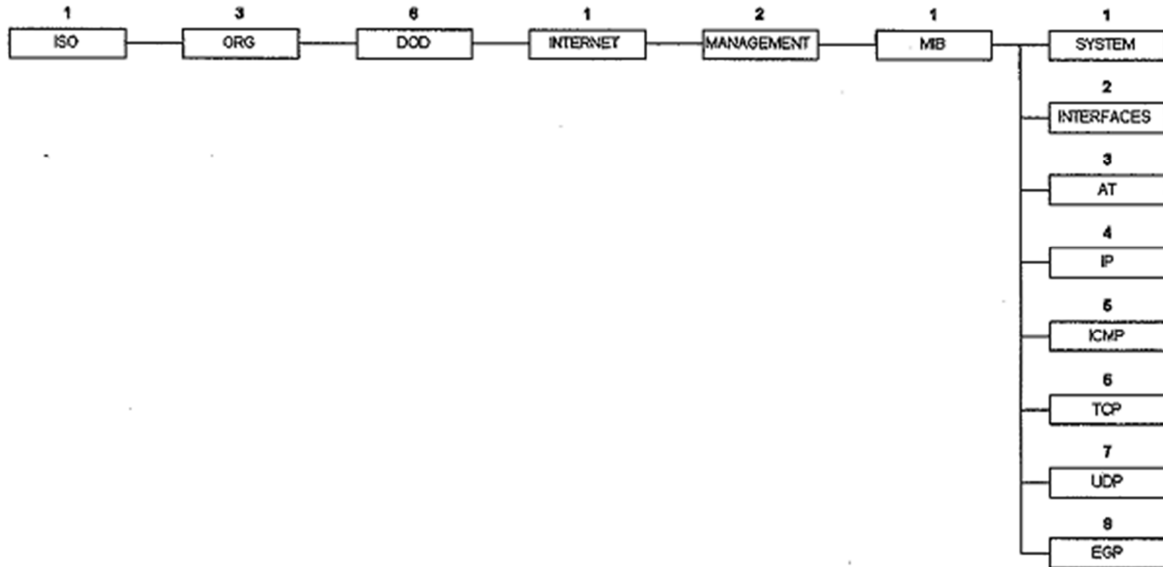 1 3 6 1 2 1 1
ISO ORG DOD INTERNET MANAGEMENT MIB SYSTEM
2
INTERFACES
3
AT
4
IP
5
ICMP
6
TCP
7
UDP
8
EGP